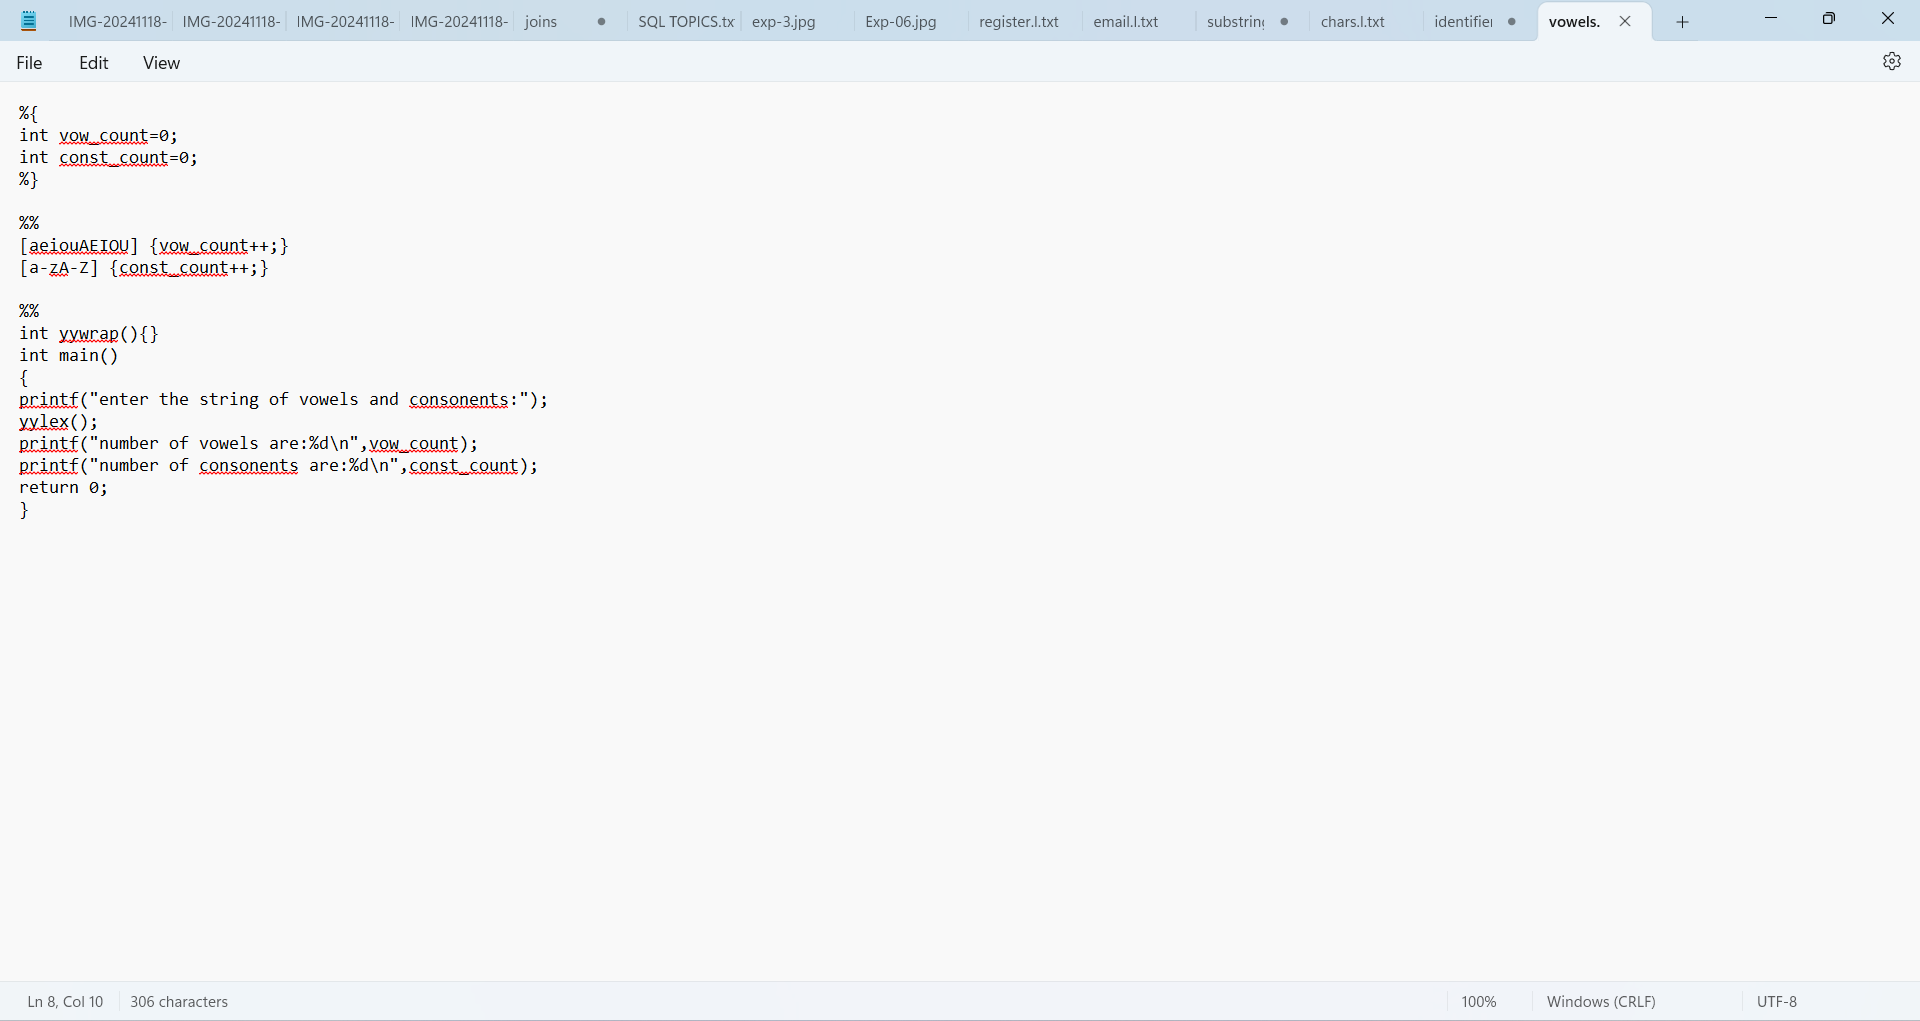 IMG-20241118- IMG-20241118- IMG-20241118- IMG-20241118- joins SQL TOPICS.tx exp-3.jpg Exp-06.jpg register.l.txt email.l.txt substring chars.l.txt identifier vowels.
File Edit View
%{
int vow_count=0;
int const_count=0;
%}
%%
[aeiouAEIOU] {vow_count++;}
[a-zA-Z] {const_count++;}
%%
int yywrap(){}
int main()
{
printf("enter the string of vowels and consonents:");
yylex();
printf("number of vowels are:%d\n",vow_count);
printf("number of consonents are:%d\n",const_count);
return 0;
}
Ln 8, Col 10 306 characters 100% Windows (CRLF) UTF-8